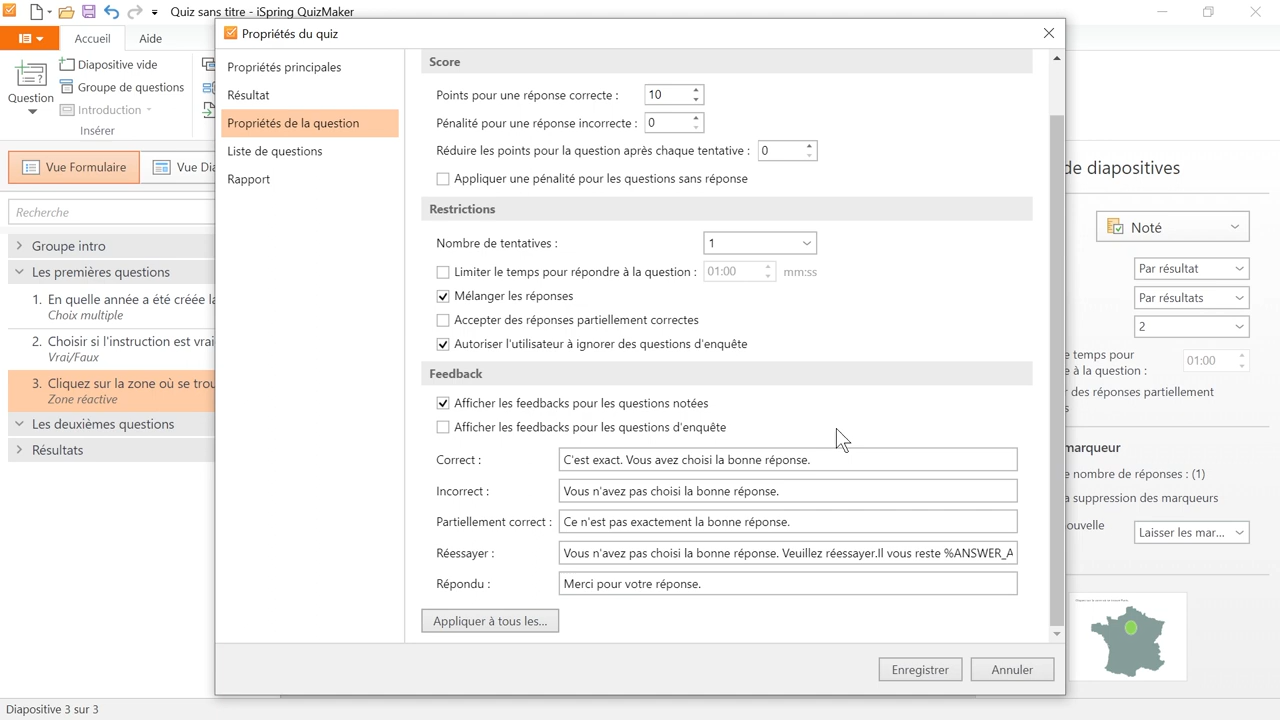 Quiz sans titre - iSpring QuizMaker
Accueil
Aide
Question
Diapositive vide
Groupe de questions
Introduction
Insérer
Vue Formulaire
Vue Dia
Recherche
Groupe intro
Les premières questions
1. En quelle année a été créée la
Choix multiple
2. Choisir si l'instruction est vrai
Vrai/Faux
3. Cliquez sur la zone où se trou
Zone réactive
Les deuxièmes questions
Résultats
Diapositive 3 sur 3
Propriétés du quiz
Propriétés principales
Résultat
Propriétés de la question
Liste de questions
Rapport
Score
Points pour une réponse correcte : 10
Pénalité pour une réponse incorrecte : 0
Réduire les points pour la question après chaque tentative : 0
Appliquer une pénalité pour les questions sans réponse
Restrictions
Nombre de tentatives : 1
Limiter le temps pour répondre à la question : 01:00 mm:ss
Mélanger les réponses
Accepter des réponses partiellement correctes
Autoriser l'utilisateur à ignorer des questions d'enquête
Feedback
Afficher les feedbacks pour les questions notées
Afficher les feedbacks pour les questions d'enquête
Correct : C'est exact. Vous avez choisi la bonne réponse.
Incorrect : Vous n'avez pas choisi la bonne réponse.
Partiellement correct : Ce n'est pas exactement la bonne réponse.
Réessayer : Vous n'avez pas choisi la bonne réponse. Veuillez réessayer.Il vous reste %ANSWER_A
Répondu : Merci pour votre réponse.
Appliquer à tous les...
Enregistrer
Annuler
de diapositives
Noté
Par résultat
Par résultats
2
e temps pour
e à la question : 01:00
r des réponses partiellement
s
marqueur
e nombre de réponses : (1)
a suppression des marqueurs
ouvelle
Laisser les mar...